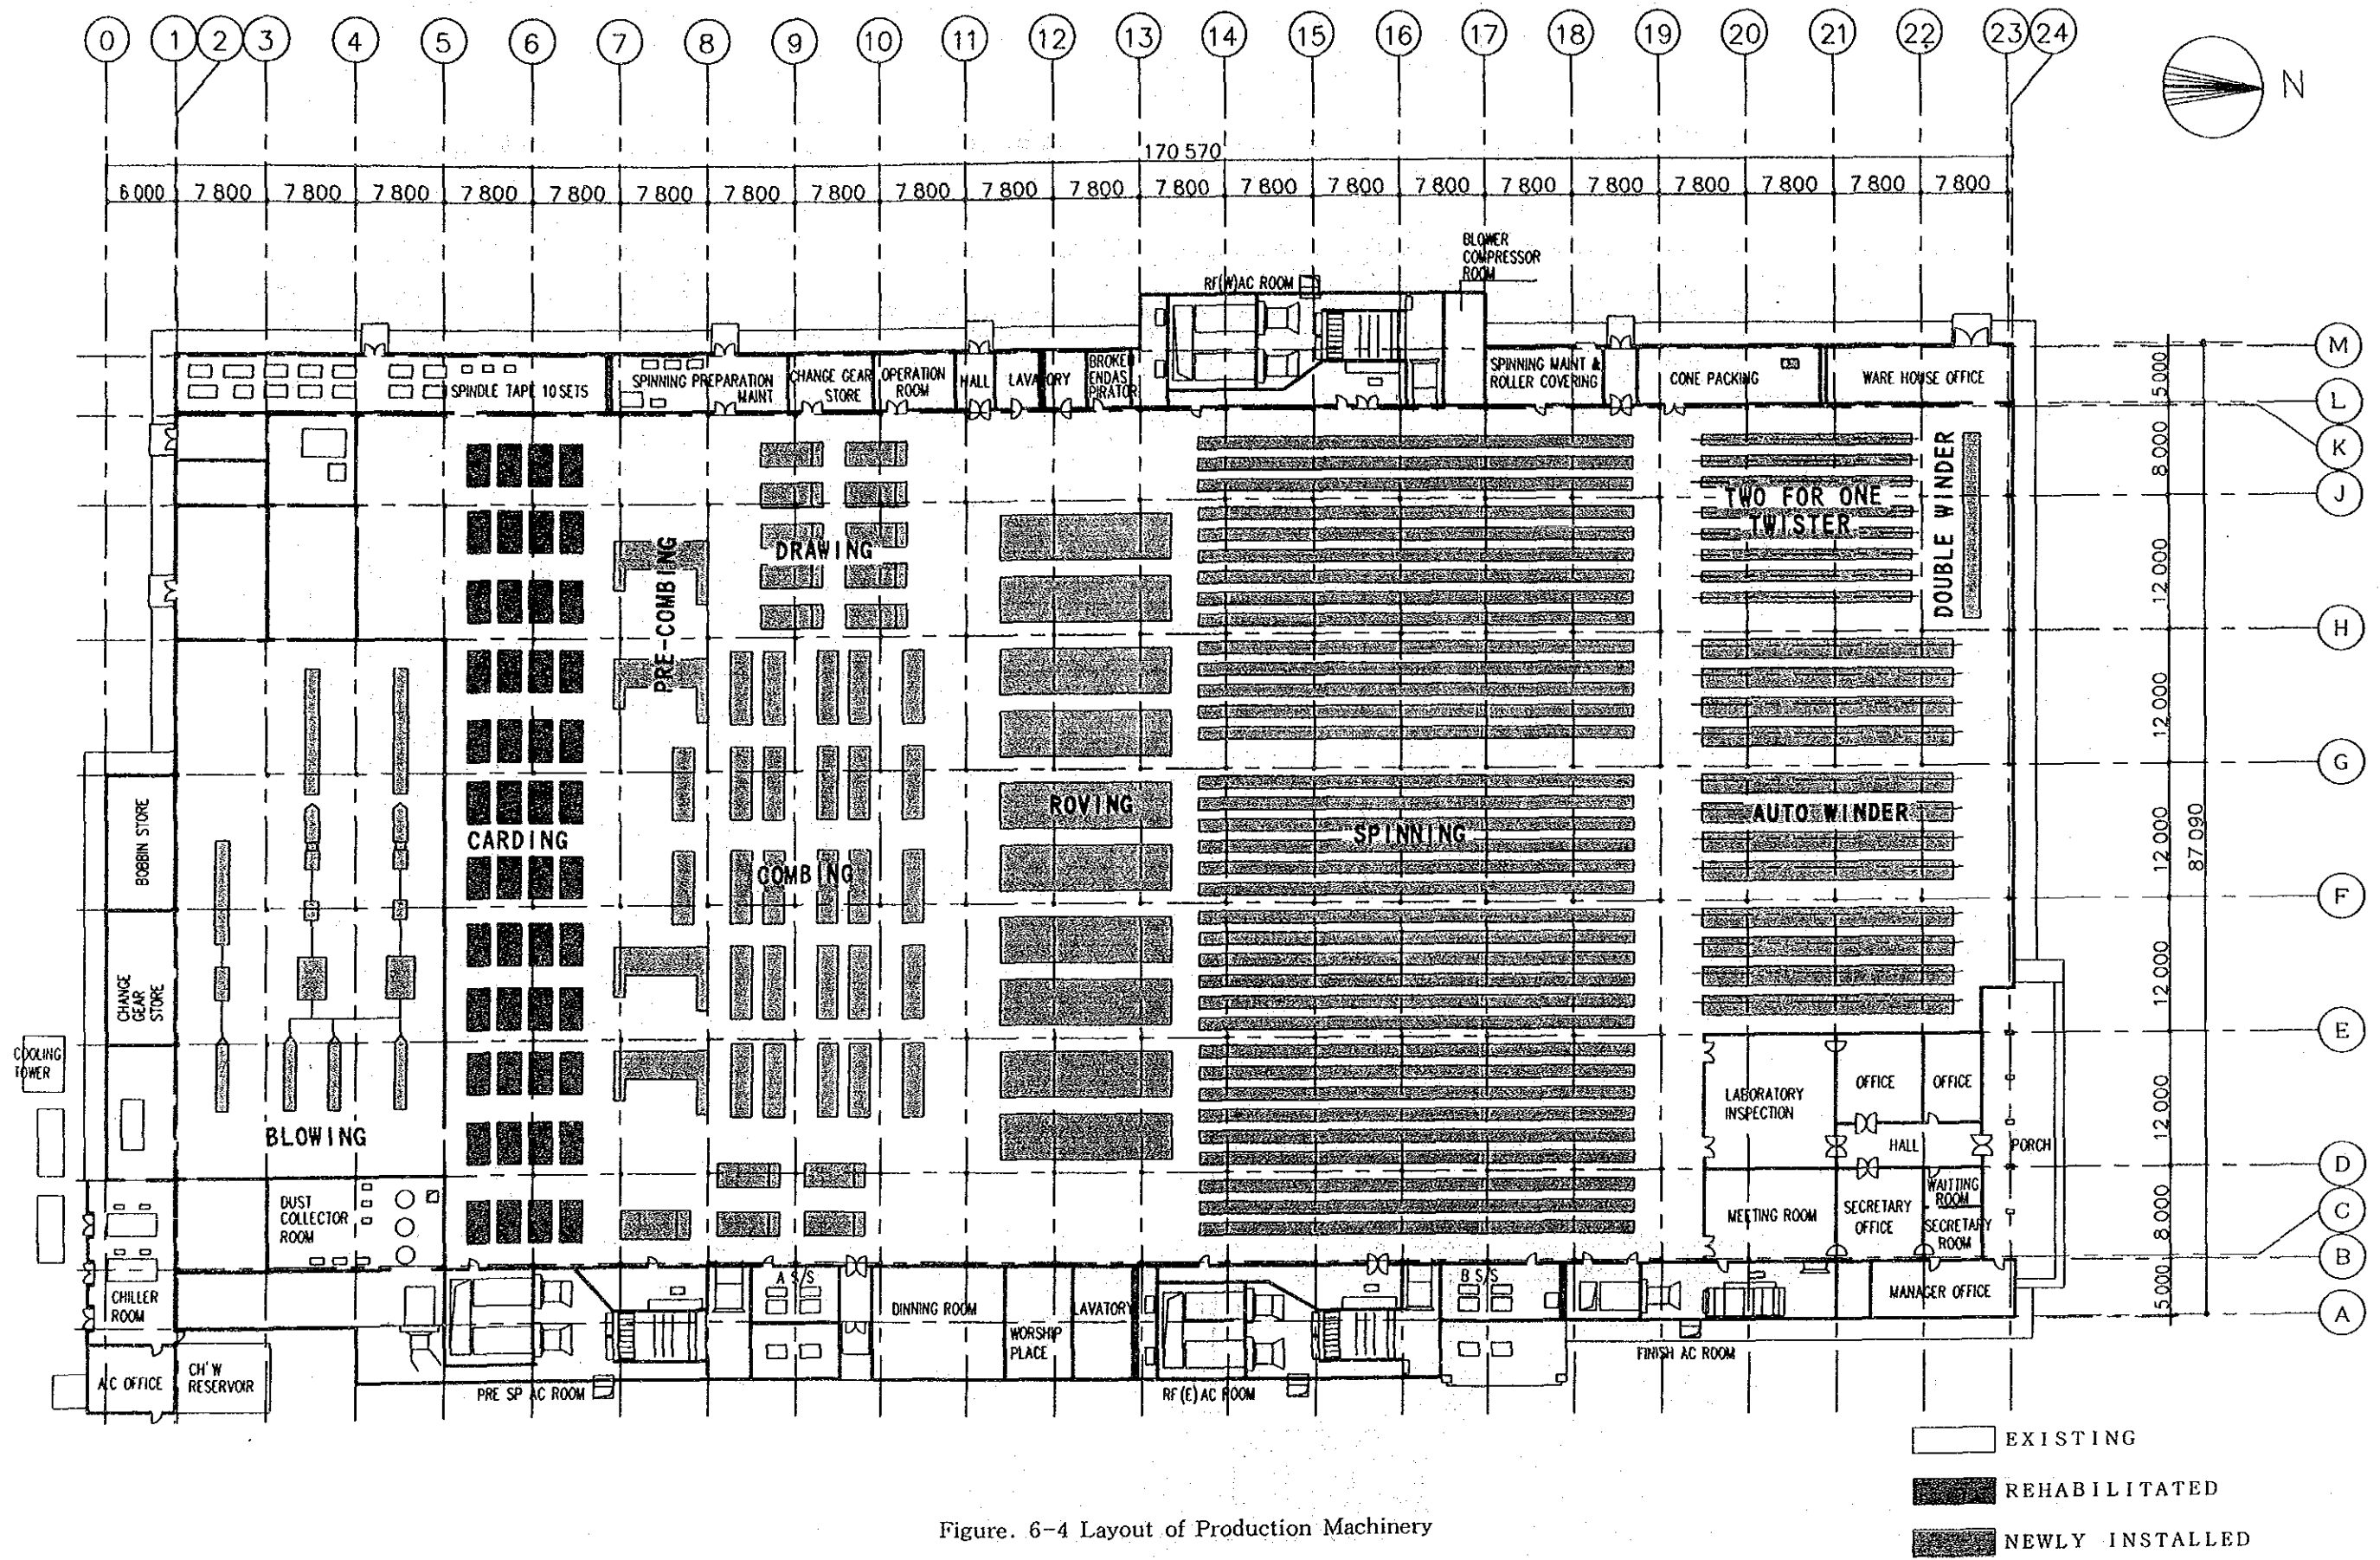 0 1 2 3 4 5 6 7 8 9 10 11 12 13 14 15 16 17 18 19 20 21 22 23 24
N
170 570
6 000 7 800 7 800 7 800 7 800 7 800 7 800 7 800 7 800 7 800 7 800 7 800 7 800 7 800 7 800 7 800 7 800 7 800 7 800 7 800 7 800 7 800
BLOWER
COMPRESSOR
ROOM
RF(W)AC ROOM
SPINDLE TAPE 10 SETS
SPINNING PREPARATION
MAINT
CHANGE GEAR
STORE
OPERATION
ROOM
HALL
LAVATORY
BROKEN
ENDAS
PIRATOR
SPINNING MAINT &
ROLLER COVERING
CONE PACKING
WARE HOUSE OFFICE
M
L
K
J
H
G
F
E
D
C
B
A
5 000
8 000
12 000
12 000
12 000
12 000
12 000
8 000
5 000
87 090
TWO FOR ONE
TWISTER
DOUBLE WINDER
DRAWING
PRE-COMBING
ROVING
SPINNING
AUTO WINDER
CARDING
COMBING
BOBBIN STORE
CHANGE
GEAR
STORE
COOLING
TOWER
BLOWING
LABORATORY
INSPECTION
OFFICE
OFFICE
HALL
PORCH
DUST
COLLECTOR
ROOM
MEETING ROOM
SECRETARY
OFFICE
WAITTING
ROOM
SECRETARY
ROOM
CHILLER
ROOM
A S/S
DINNING ROOM
WORSHIP
PLACE
LAVATORY
B S/S
MANAGER OFFICE
A.C OFFICE
CH'W
RESERVOIR
PRE SP AC ROOM
RF(E)AC ROOM
FINISH AC ROOM
EXISTING
REHABILITATED
NEWLY INSTALLED
Figure. 6-4 Layout of Production Machinery